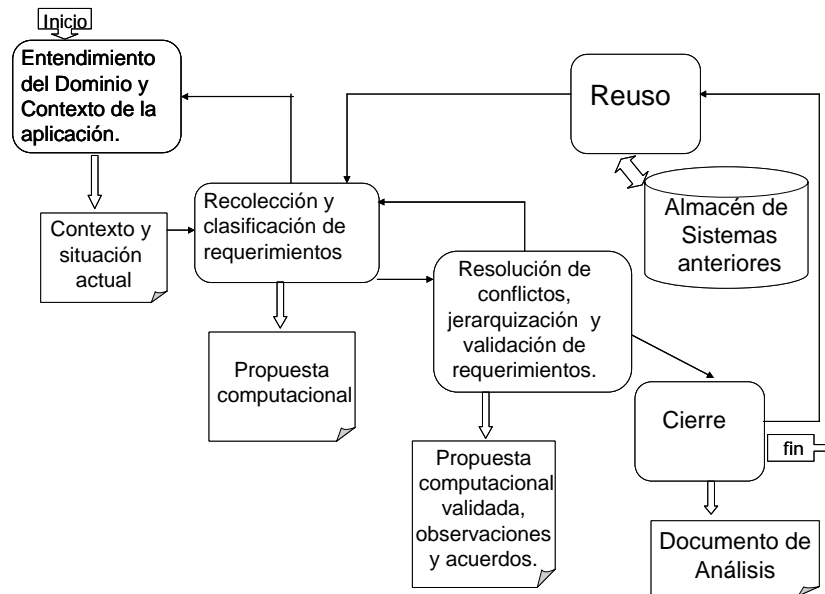 Inicio
Entendimiento
del Dominio y
Contexto de la
aplicación.
Reuso
Almacén de
Sistemas
anteriores
Recolección y
clasificación de
requerimientos
Contexto y
situación
actual
Resolución de
conflictos,
jerarquización y
validación de
requerimientos.
Propuesta
computacional
Cierre
fin
Propuesta
computacional
validada,
observaciones
y acuerdos.
Documento de
Análisis